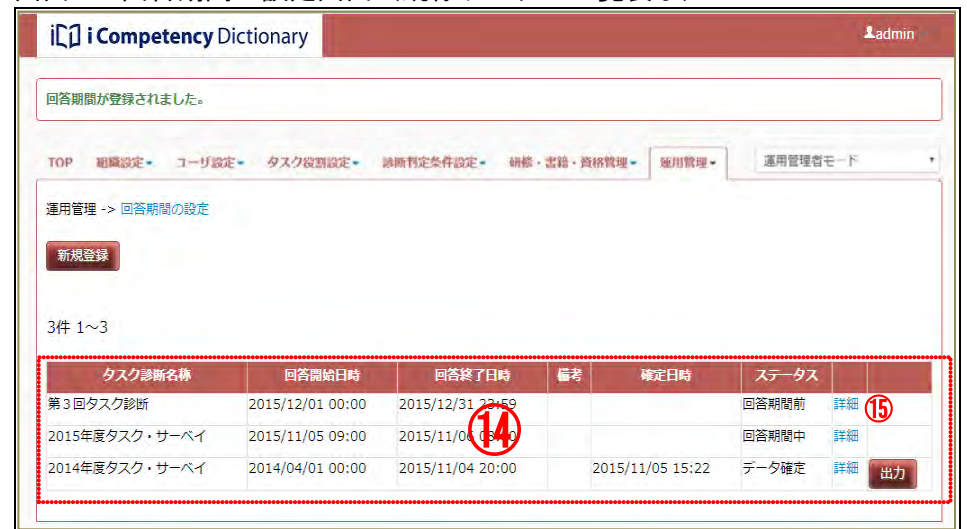 i Competency Dictionary
admin
回答期間が登録されました。
TOP 組織設定 ユーザ設定 タスク役割設定 診断判定条件設定 研修・書籍・資格管理 運用管理 運用管理者モード
運用管理 -> 回答期間の設定
新規登録
3件 1～3
タスク診断名称 回答開始日時 回答終了日時 備考 確定日時 ステータス
第3回タスク診断 2015/12/01 00:00 2015/12/31 23:59 回答期間前 詳細 ⑮
2015年度タスク・サーベイ 2015/11/05 09:00 2015/11/06 回答期間中 詳細
⑭
2014年度タスク・サーベイ 2014/04/01 00:00 2015/11/04 20:00 2015/11/05 15:22 データ確定 詳細 出力